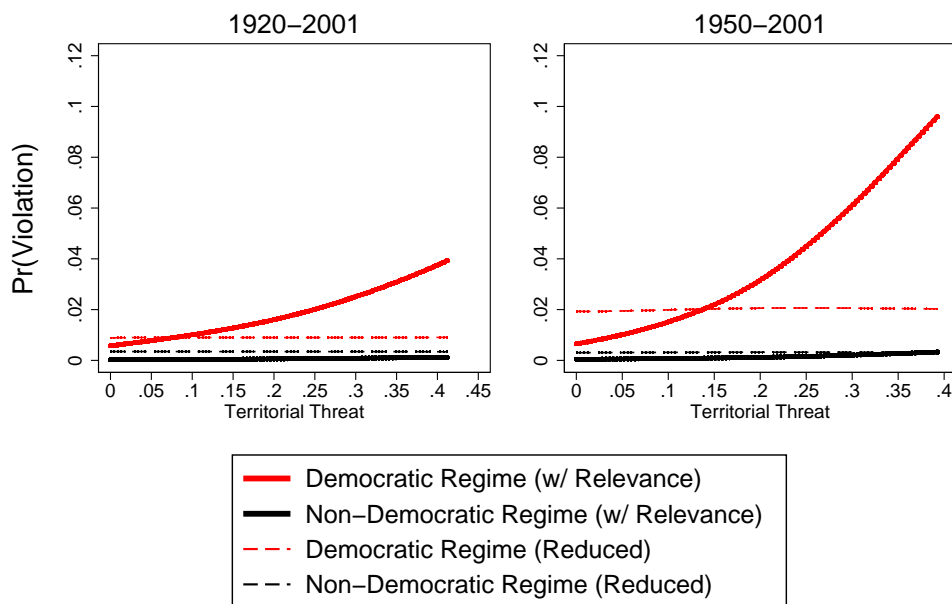 1920−2001
1950−2001
Pr(Violation)
.12
.1
.08
.06
.04
.02
0
0 .05 .1 .15 .2 .25 .3 .35 .4 .45
Territorial Threat
.12
.1
.08
.06
.04
.02
0
0 .05 .1 .15 .2 .25 .3 .35 .4
Territorial Threat
Democratic Regime (w/ Relevance)
Non−Democratic Regime (w/ Relevance)
Democratic Regime (Reduced)
Non−Democratic Regime (Reduced)